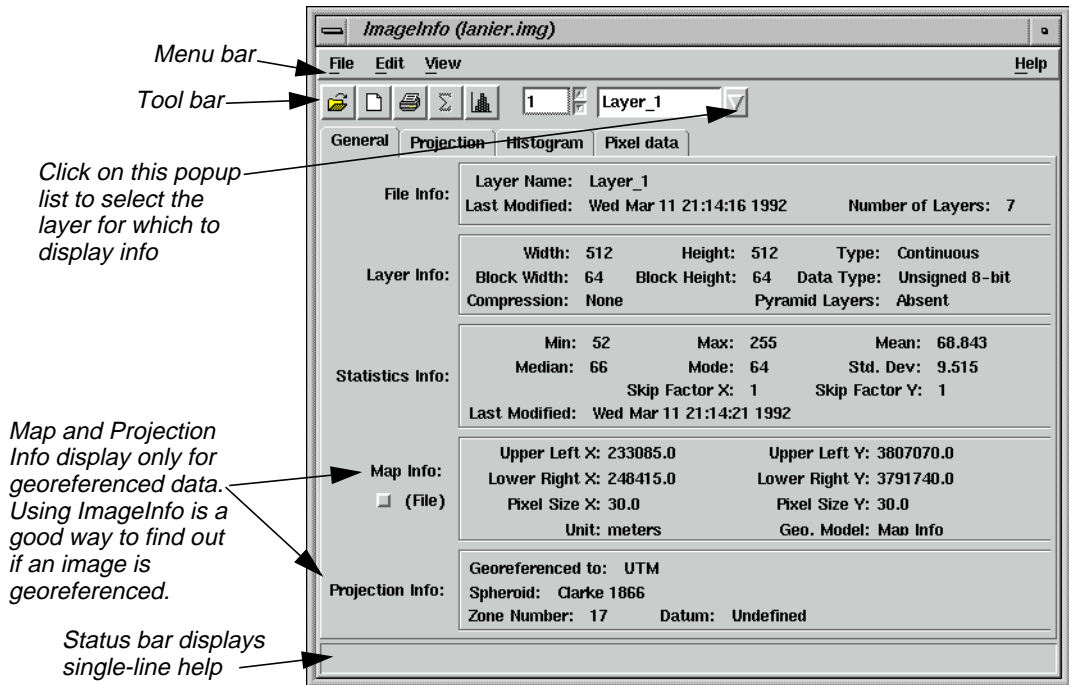 ImageInfo (lanier.img)
Menu bar
File Edit View Help
Tool bar
1 Layer_1
General Projection Histogram Pixel data
Click on this popup
list to select the
layer for which to
display info
File Info:
Layer Name: Layer_1
Last Modified: Wed Mar 11 21:14:16 1992 Number of Layers: 7
Layer Info:
Width: 512 Height: 512 Type: Continuous
Block Width: 64 Block Height: 64 Data Type: Unsigned 8-bit
Compression: None Pyramid Layers: Absent
Statistics Info:
Min: 52 Max: 255 Mean: 68.843
Median: 66 Mode: 64 Std. Dev: 9.515
Skip Factor X: 1 Skip Factor Y: 1
Last Modified: Wed Mar 11 21:14:21 1992
Map and Projection
Info display only for
georeferenced data.
Using ImageInfo is a
good way to find out
if an image is
georeferenced.
Map Info:
(File)
Upper Left X: 233085.0 Upper Left Y: 3807070.0
Lower Right X: 248415.0 Lower Right Y: 3791740.0
Pixel Size X: 30.0 Pixel Size Y: 30.0
Unit: meters Geo. Model: Map Info
Projection Info:
Georeferenced to: UTM
Spheroid: Clarke 1866
Zone Number: 17 Datum: Undefined
Status bar displays
single-line help